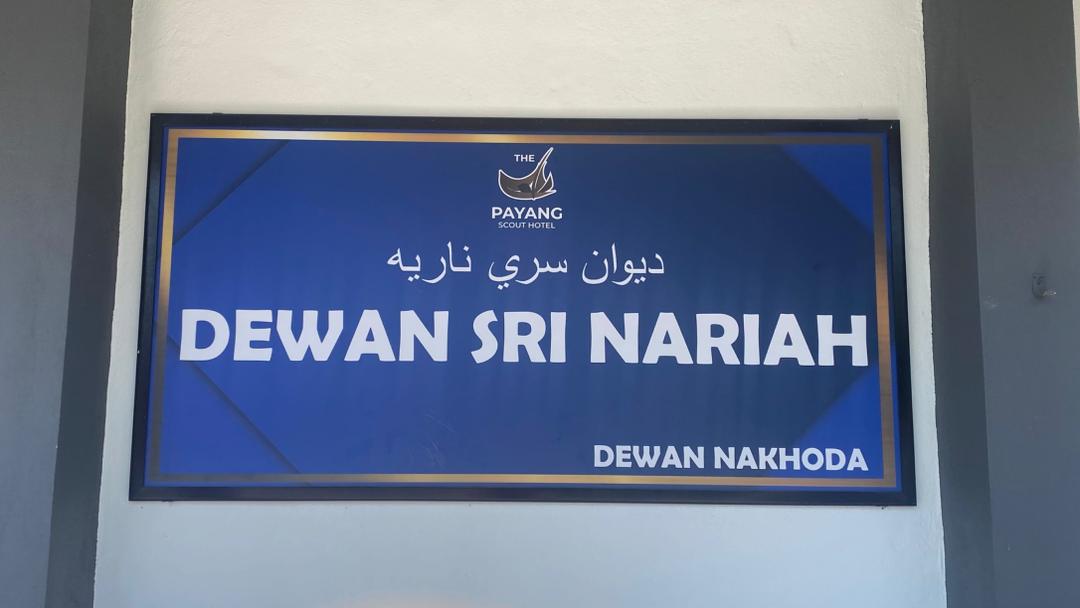 THE
PAYANG
SCOUT HOTEL
ديوان سري ناريه
DEWAN SRI NARIAH
DEWAN NAKHODA